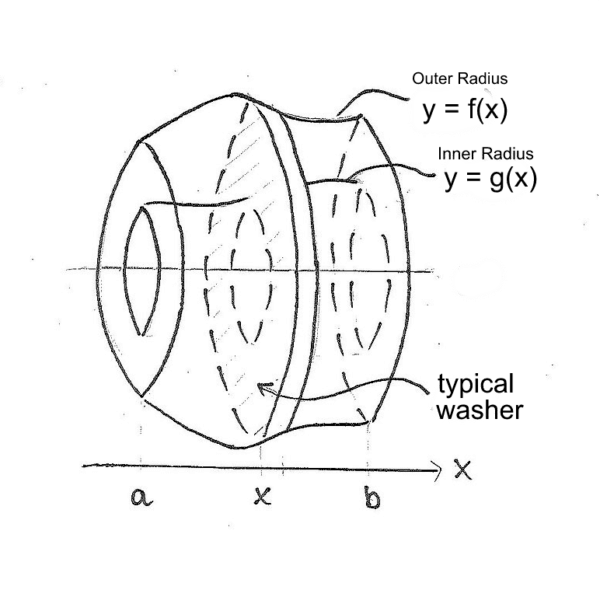 Outer Radius
y = f(x)
Inner Radius
y = g(x)
typical
washer
x
a x b